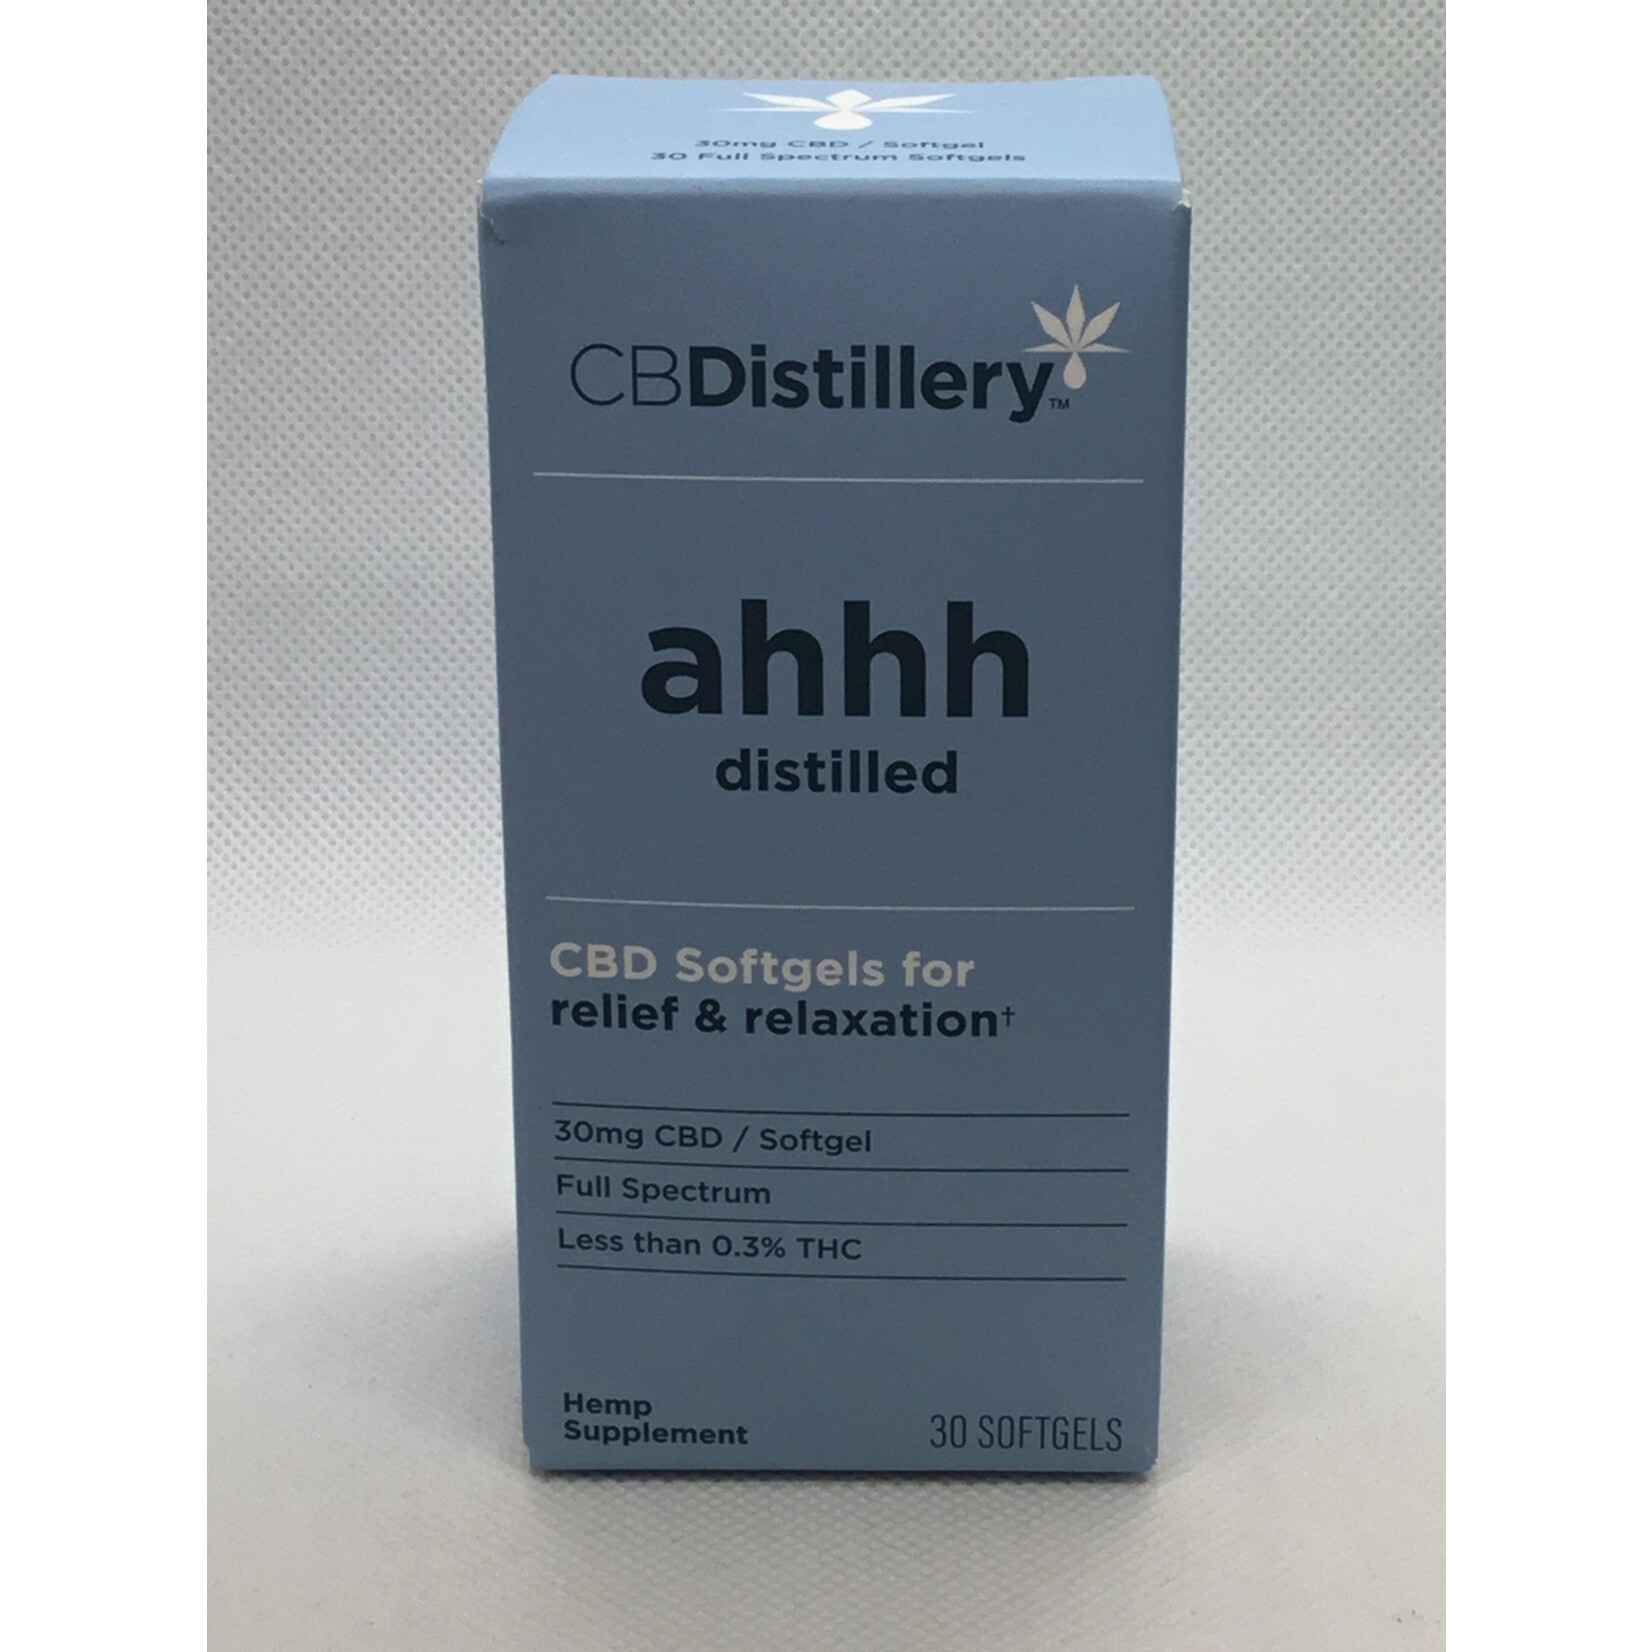 30mg CBD / Softgel
30 Full Spectrum Softgels
CBDistillery™
ahhh
distilled
CBD Softgels for
relief & relaxation†
30mg CBD / Softgel
Full Spectrum
Less than 0.3% THC
Hemp
Supplement
30 SOFTGELS